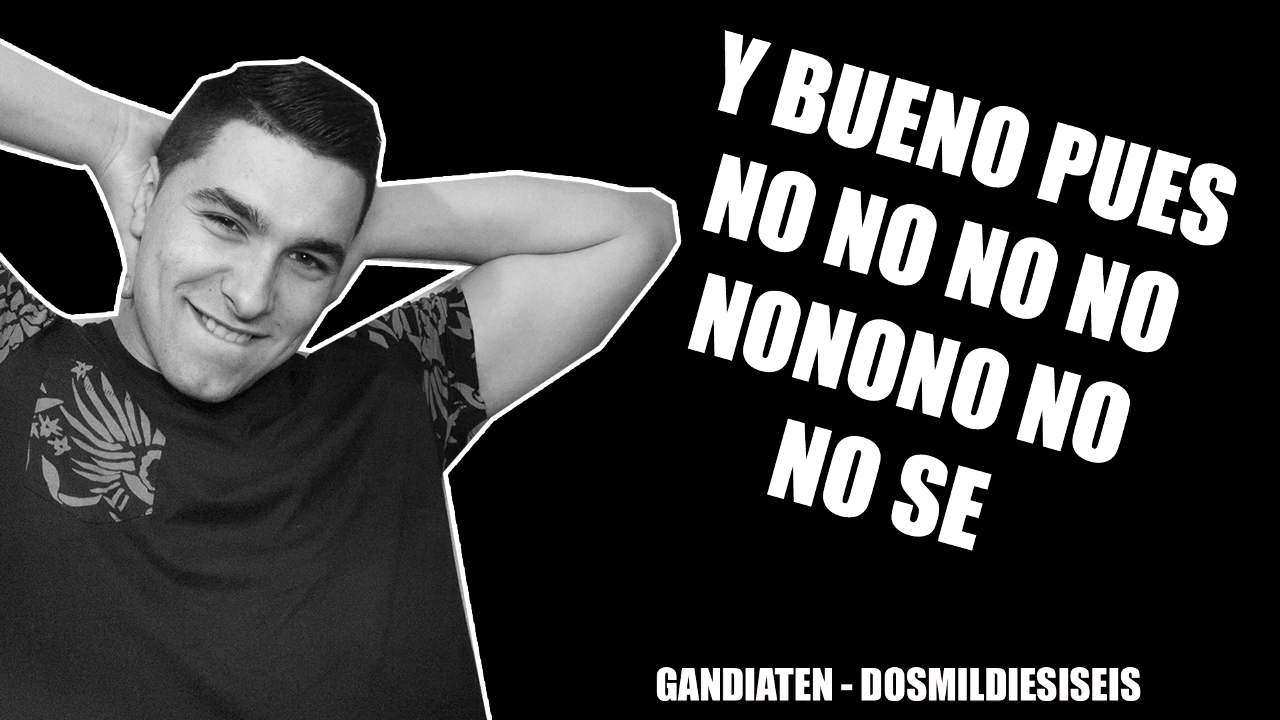 Y BUENO PUES
NO NO NO NO
NONONO NO
NO SE
GANDIATEN - DOSMILDIESISEIS